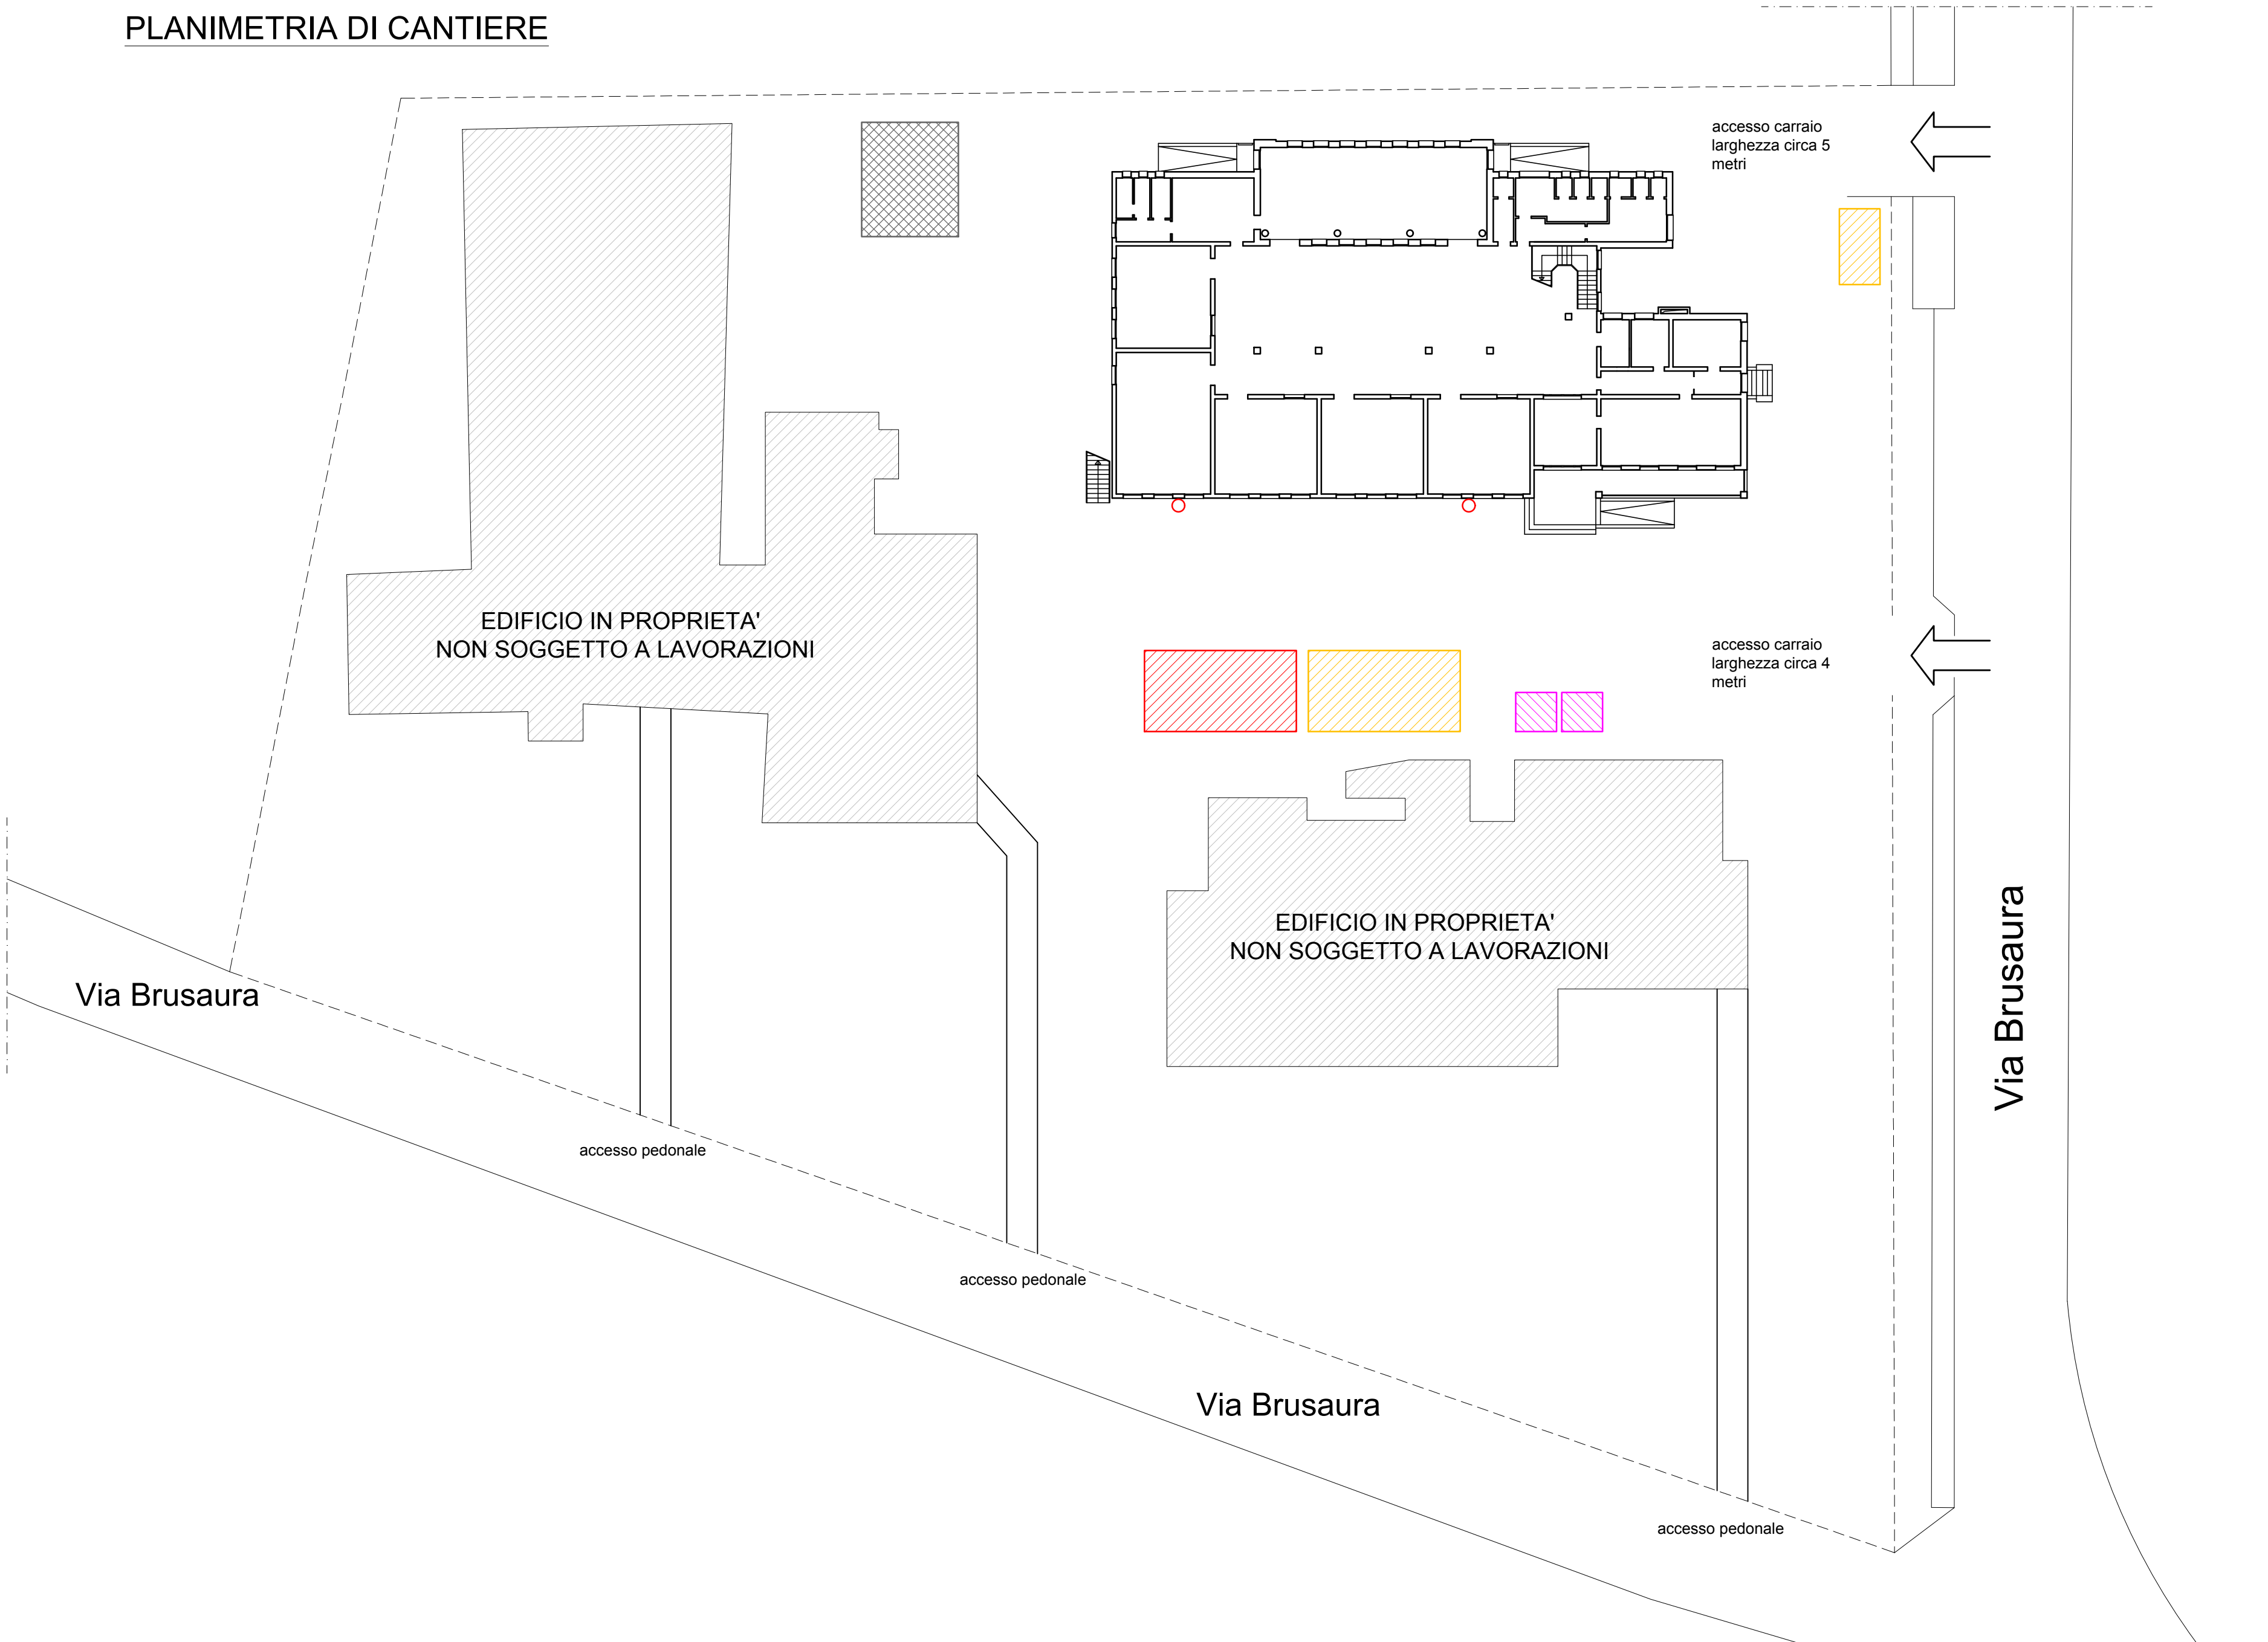 PLANIMETRIA DI CANTIERE
accesso carraio
larghezza circa 5
metri
EDIFICIO IN PROPRIETA'
NON SOGGETTO A LAVORAZIONI
accesso carraio
larghezza circa 4
metri
EDIFICIO IN PROPRIETA'
NON SOGGETTO A LAVORAZIONI
Via Brusaura
Via Brusaura
accesso pedonale
accesso pedonale
Via Brusaura
accesso pedonale